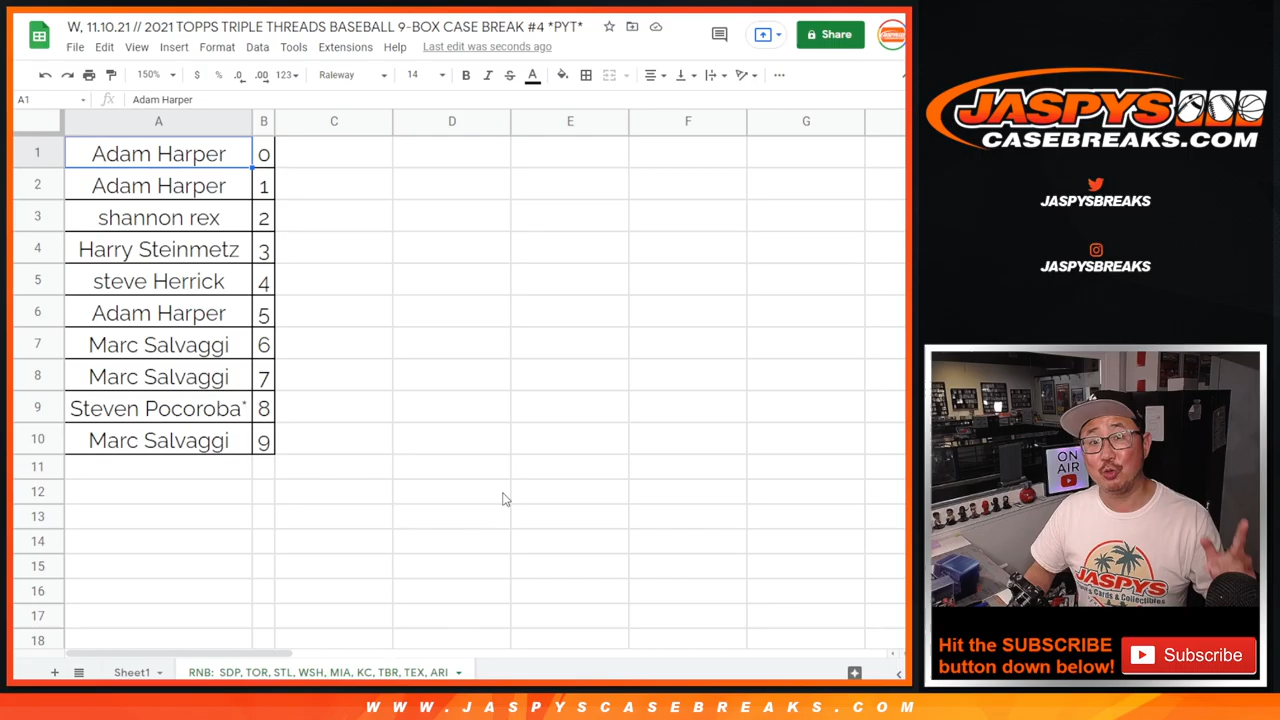 W, 11.10.21 // 2021 TOPPS TRIPLE THREADS BASEBALL 9-BOX CASE BREAK #4 *PYT*
Share
File Edit View Insert Format Data Tools Extensions Help Last edit was seconds ago
150% $ % .0 .00 123 Raleway 14 B I S A
A1 fx Adam Harper
A B C D E F G
1 Adam Harper 0
2 Adam Harper 1
3 shannon rex 2
4 Harry Steinmetz 3
5 steve Herrick 4
6 Adam Harper 5
7 Marc Salvaggi 6
8 Marc Salvaggi 7
9 Steven Pocoroba* 8
10 Marc Salvaggi 9
11
12
13
14
15
16
17
18
Sheet1 RNB: SDP, TOR, STL, WSH, MIA, KC, TBR, TEX, ARI
JASPYS
CASEBREAKS.COM
JASPYSBREAKS
JASPYSBREAKS
ON
AIR
JASPYS
Hit the SUBSCRIBE
button down below!
Subscribe
WWW.JASPYSCASEBREAKS.COM